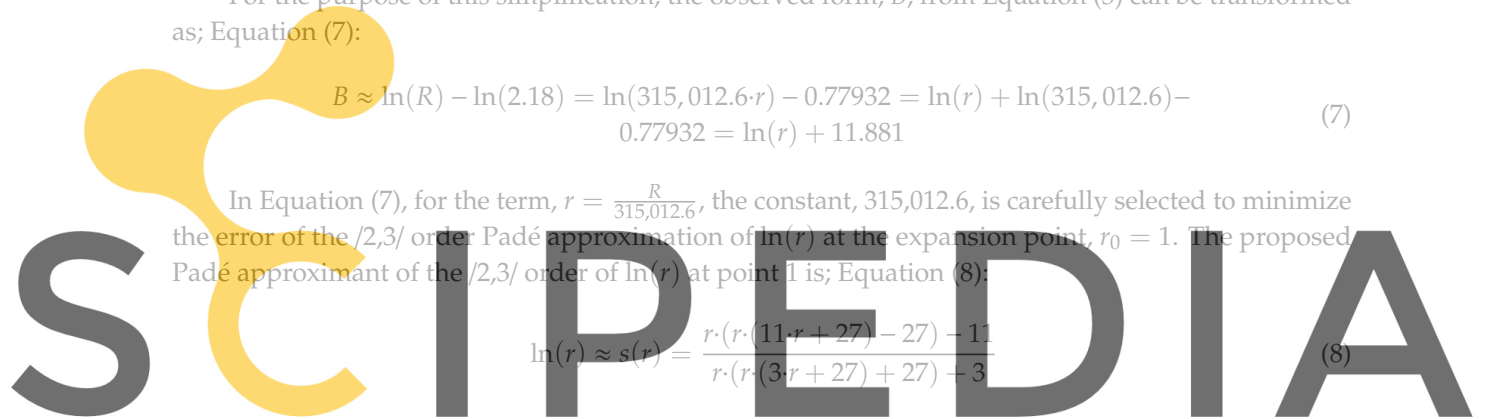 For the purpose of this simplification, the observed form, B, from Equation (3) can be transformed
as; Equation (7):
B ≈ ln(R) − ln(2.18) = ln(315, 012.6·r) − 0.77932 = ln(r) + ln(315, 012.6)−
0.77932 = ln(r) + 11.881
(7)
In Equation (7), for the term, r = R/315,012.6, the constant, 315,012.6, is carefully selected to minimize
the error of the /2,3/ order Padé approximation of ln(r) at the expansion point, r₀ = 1. The proposed
Padé approximant of the /2,3/ order of ln(r) at point 1 is; Equation (8):
ln(r) ≈ s(r) = r·(r·(11·r + 27) − 27) − 11 / r·(r·(3·r + 27) + 27) + 3
(8)
SCIPEDIA